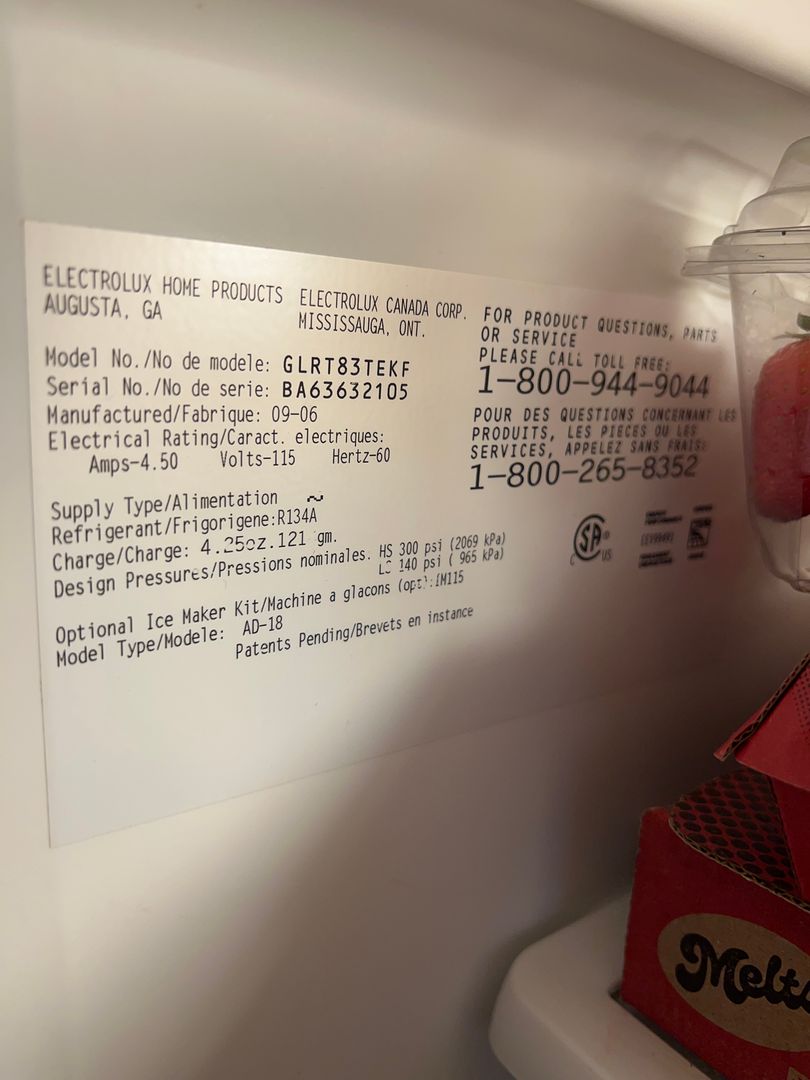 ELECTROLUX HOME PRODUCTS
AUGUSTA, GA
ELECTROLUX CANADA CORP.
MISSISSAUGA, ONT.
Model No./No de modele: GLRT83TEKF
Serial No./No de serie: BA63632105
Manufactured/Fabrique: 09-06
Electrical Rating/Caract. electriques:
Amps-4.50 Volts-115 Hertz-60
Supply Type/Alimentation ~
Refrigerant/Frigorigene:R134A
Charge/Charge: 4.25oz.121 gm.
Design Pressures/Pressions nominales. HS 300 psi (2069 kPa)
LS 140 psi ( 965 kPa)
Optional Ice Maker Kit/Machine a glacons (opt):IM115
Model Type/Modele: AD-18
Patents Pending/Brevets en instance
FOR PRODUCT QUESTIONS, PARTS
OR SERVICE
PLEASE CALL TOLL FREE:
1-800-944-9044
POUR DES QUESTIONS CONCERNANT LES
PRODUITS, LES PIECES OU LES
SERVICES, APPELEZ SANS FRAIS:
1-800-265-8352
SA
C US